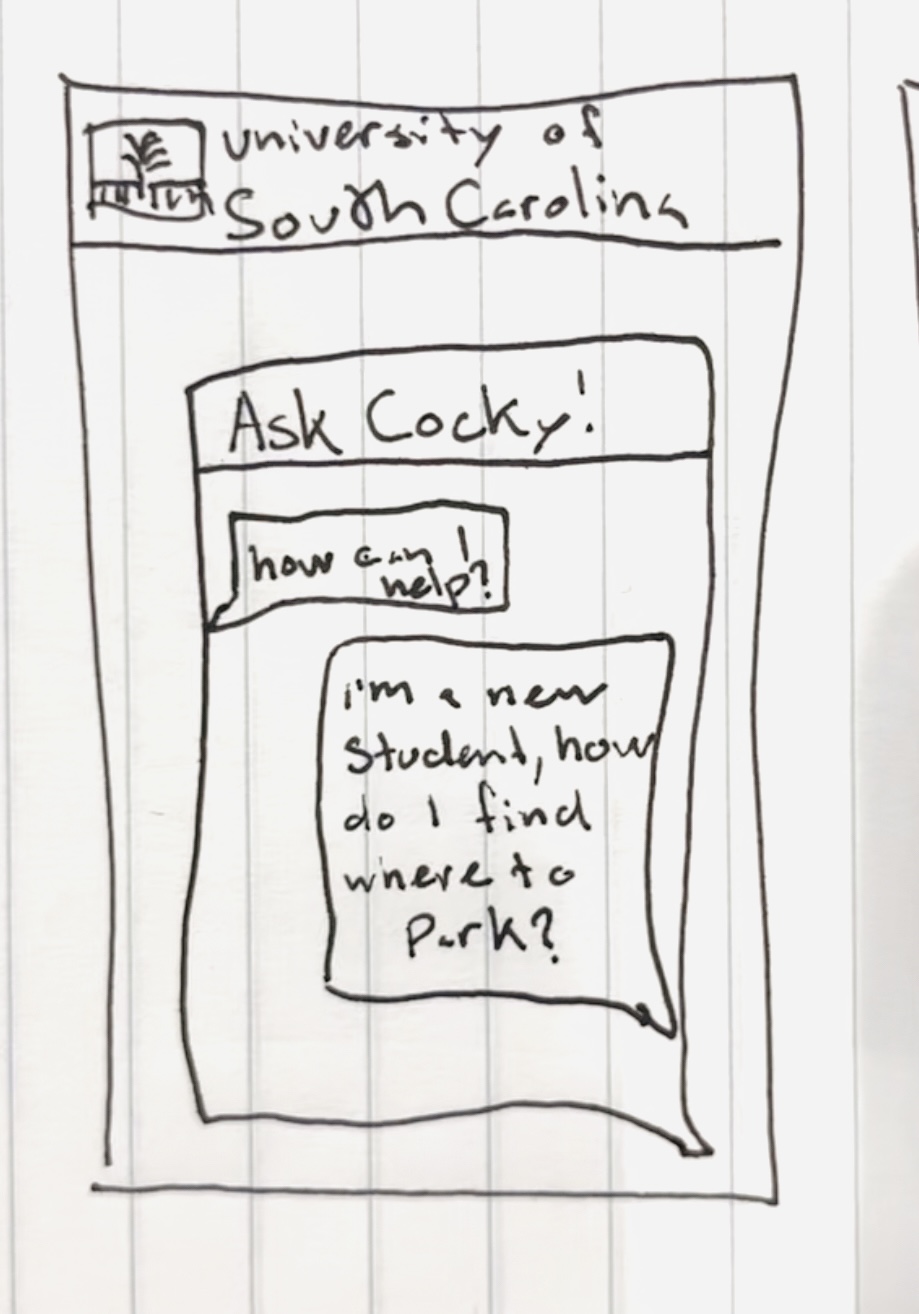 university of
South Carolina
Ask Cocky!
how can I
help?
i'm a new
student, how
do I find
where to
park?